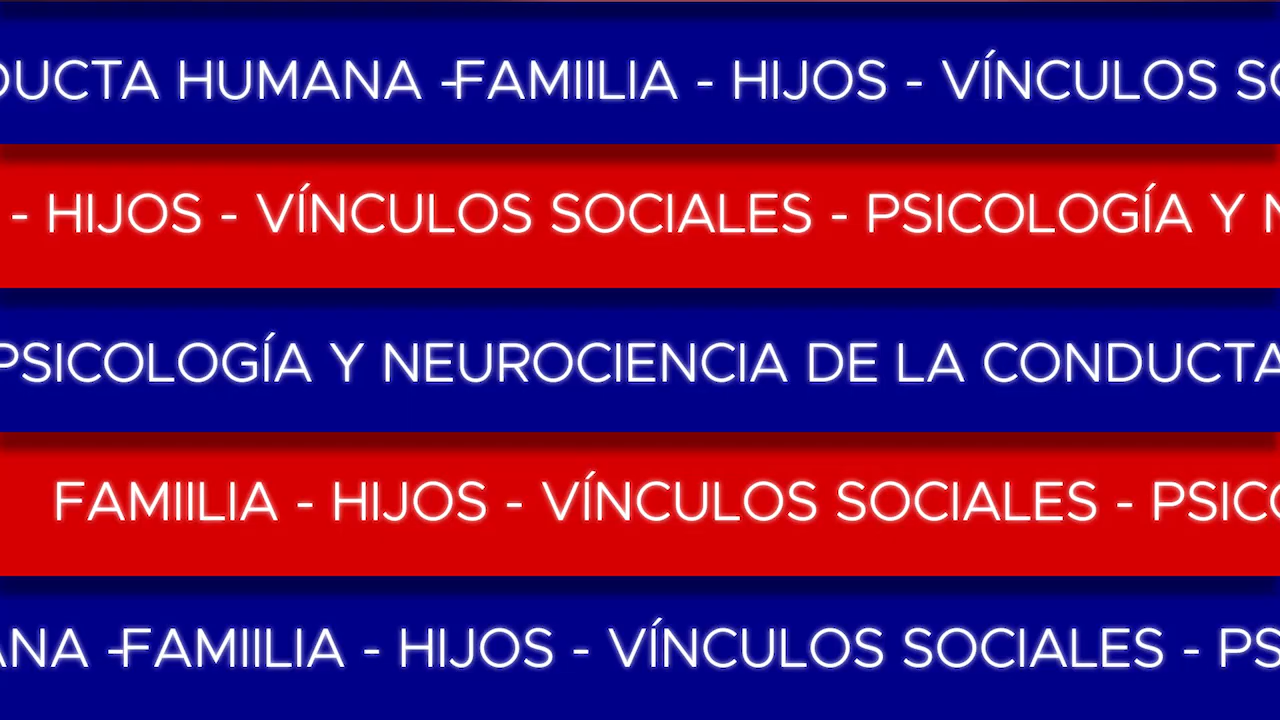 DUCTA HUMANA -FAMIILIA - HIJOS - VÍNCULOS SO
- HIJOS - VÍNCULOS SOCIALES - PSICOLOGÍA Y N
PSICOLOGÍA Y NEUROCIENCIA DE LA CONDUCTA
FAMIILIA - HIJOS - VÍNCULOS SOCIALES - PSICO
ANA -FAMIILIA - HIJOS - VÍNCULOS SOCIALES - PS